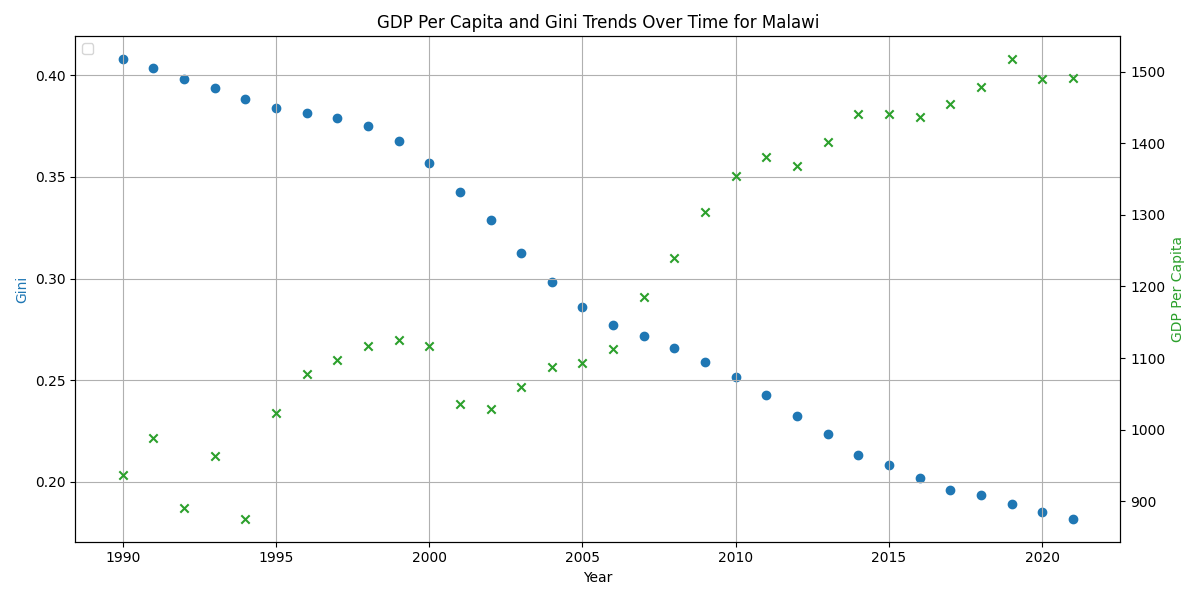 GDP Per Capita and Gini Trends Over Time for Malawi
0.40
0.35
0.30
0.25
0.20
Gini
1500
1400
1300
1200
1100
1000
900
GDP Per Capita
1990 1995 2000 2005 2010 2015 2020
Year